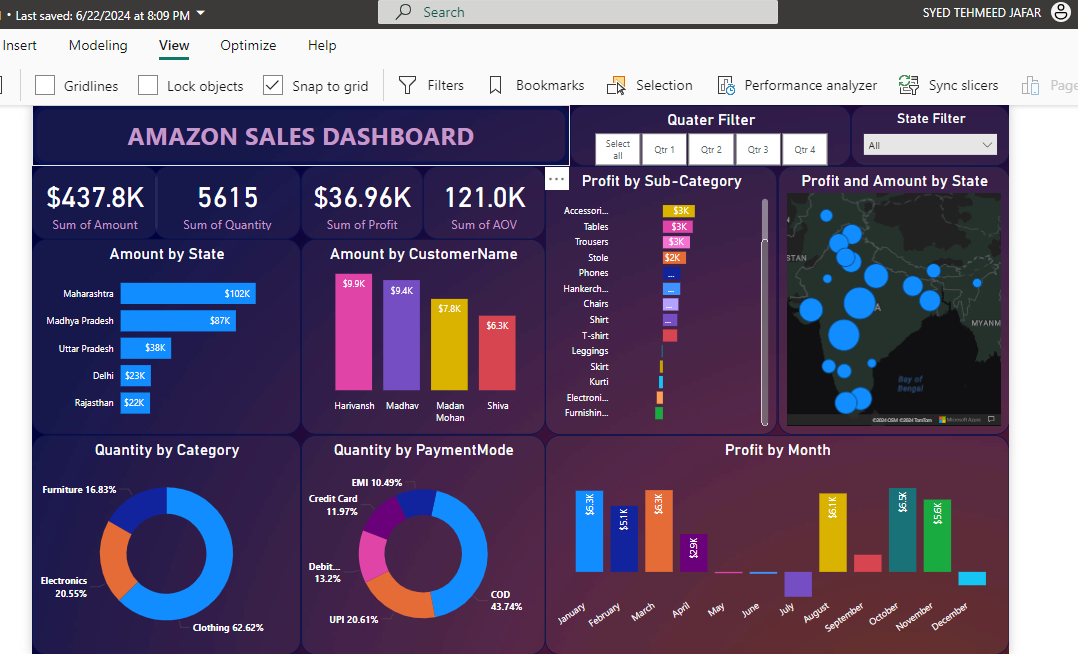 • Last saved: 6/22/2024 at 8:09 PM
Search
SYED TEHMEED JAFAR
Insert Modeling View Optimize Help
Gridlines Lock objects Snap to grid Filters Bookmarks Selection Performance analyzer Sync slicers Page
AMAZON SALES DASHBOARD
Quater Filter
Select all Qtr 1 Qtr 2 Qtr 3 Qtr 4
State Filter
All
$437.8K
Sum of Amount
5615
Sum of Quantity
$36.96K
Sum of Profit
121.0K
Sum of AOV
...
Amount by State
Maharashtra $102K
Madhya Pradesh $87K
Uttar Pradesh $38K
Delhi $23K
Rajasthan $22K
Amount by CustomerName
$9.9K $9.4K $7.8K $6.3K
Harivansh Madhav Madan Shiva
Mohan
Profit by Sub-Category
Accessori... $3K
Tables $3K
Trousers $3K
Stole $2K
Phones ...
Hankerch... ...
Chairs ...
Shirt ...
T-shirt
Leggings
Skirt
Kurti
Electroni...
Furnishin...
Profit and Amount by State
STAN
A
MYANM
Bay of
Bengal
©2024 OSM ©2024 TomTom Microsoft Azure
Quantity by Category
Furniture 16.83%
Electronics
20.55%
Clothing 62.62%
Quantity by PaymentMode
EMI 10.49%
Credit Card
11.97%
Debit...
13.2%
UPI 20.61%
COD
43.74%
Profit by Month
$6.3K $5.1K $6.3K $2.9K $6.1K $6.5K $5.6K
January February March April May June July August September October November December